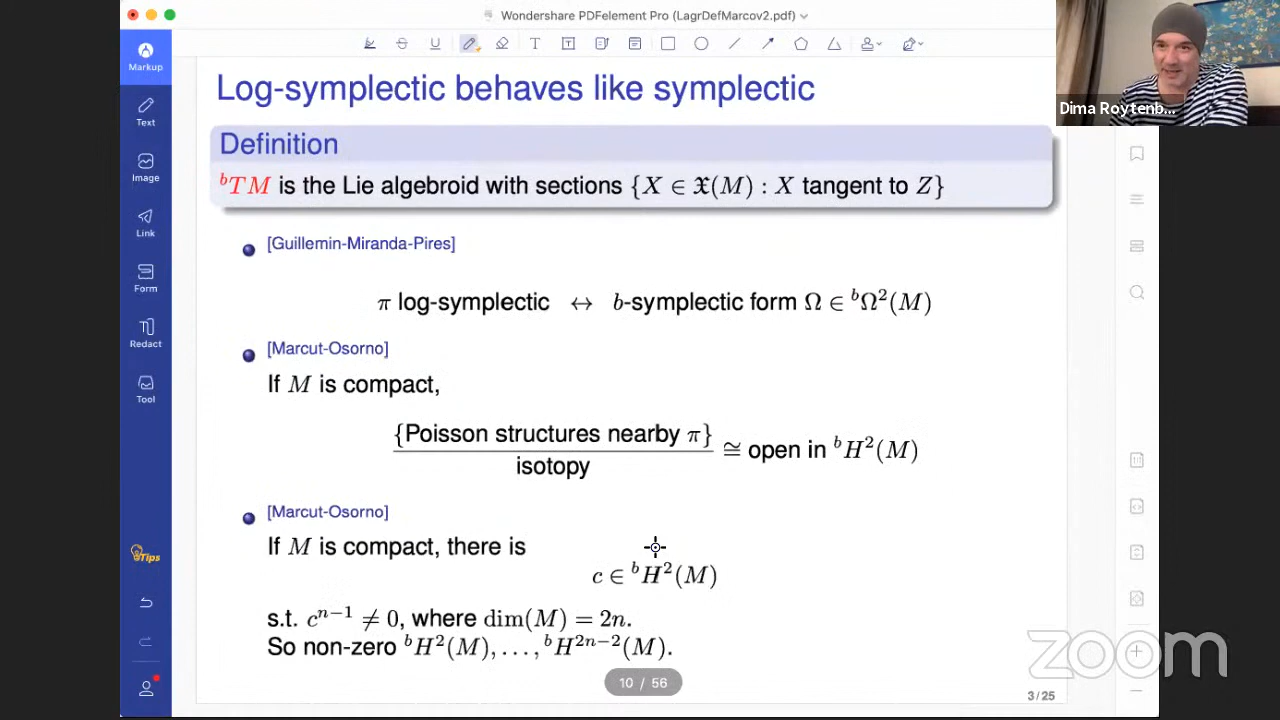 Wondershare PDFelement Pro (LagrDefMarcov2.pdf)
Markup
Text
Image
Link
Form
Redact
Tool
Tips
Log-symplectic behaves like symplectic
Definition
ᵇTM is the Lie algebroid with sections {X ∈ 𝔛(M) : X tangent to Z}
[Guillemin-Miranda-Pires]
π log-symplectic ↔ b-symplectic form Ω ∈ ᵇΩ²(M)
[Marcut-Osorno]
If M is compact,
{Poisson structures nearby π}
isotopy
≅ open in ᵇH²(M)
[Marcut-Osorno]
If M is compact, there is
c ∈ ᵇH²(M)
s.t. cⁿ⁻¹ ≠ 0, where dim(M) = 2n.
So non-zero ᵇH²(M), . . . , ᵇH²ⁿ⁻²(M).
10 / 56
3 / 25
Dima Roytenb...
zoom